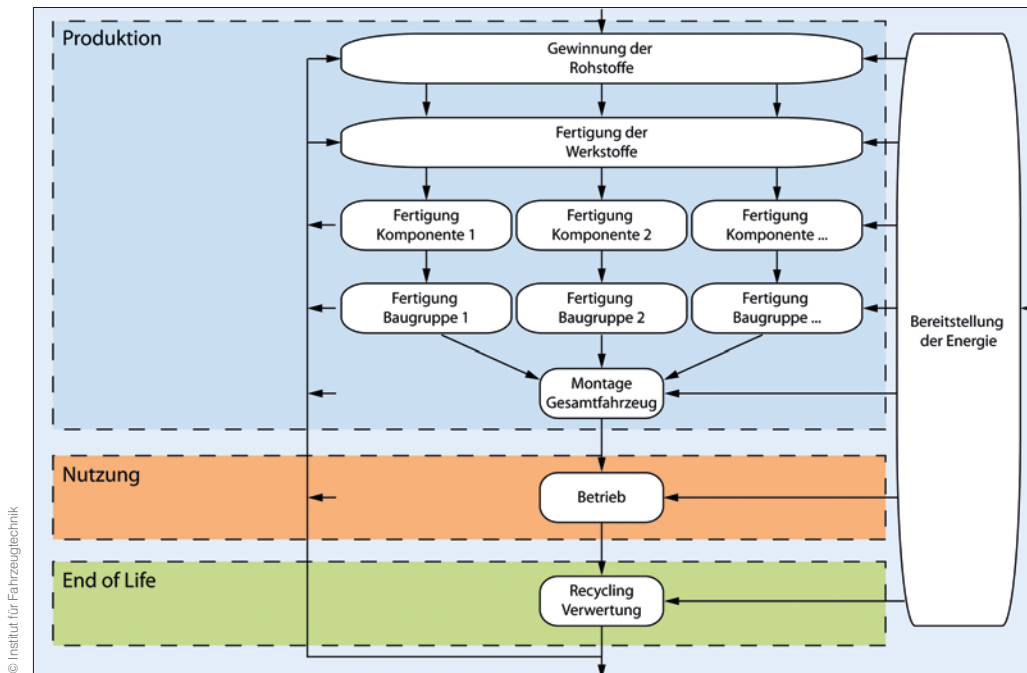 Produktion
Gewinnung der
Rohstoffe
Fertigung der
Werkstoffe
Fertigung
Komponente 1
Fertigung
Komponente 2
Fertigung
Komponente ...
Fertigung
Baugruppe 1
Fertigung
Baugruppe 2
Fertigung
Baugruppe ...
Montage
Gesamtfahrzeug
Bereitstellung
der Energie
Nutzung
Betrieb
End of Life
Recycling
Verwertung
© Institut für Fahrzeugtechnik